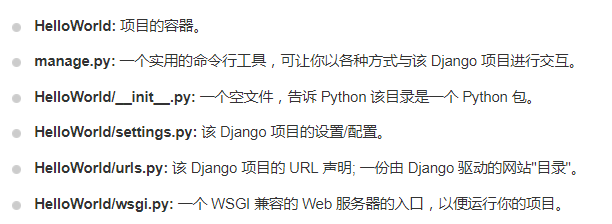 HelloWorld: 项目的容器。
manage.py: 一个实用的命令行工具，可让你以各种方式与该 Django 项目进行交互。
HelloWorld/__init__.py: 一个空文件，告诉 Python 该目录是一个 Python 包。
HelloWorld/settings.py: 该 Django 项目的设置/配置。
HelloWorld/urls.py: 该 Django 项目的 URL 声明; 一份由 Django 驱动的网站"目录"。
HelloWorld/wsgi.py: 一个 WSGI 兼容的 Web 服务器的入口，以便运行你的项目。